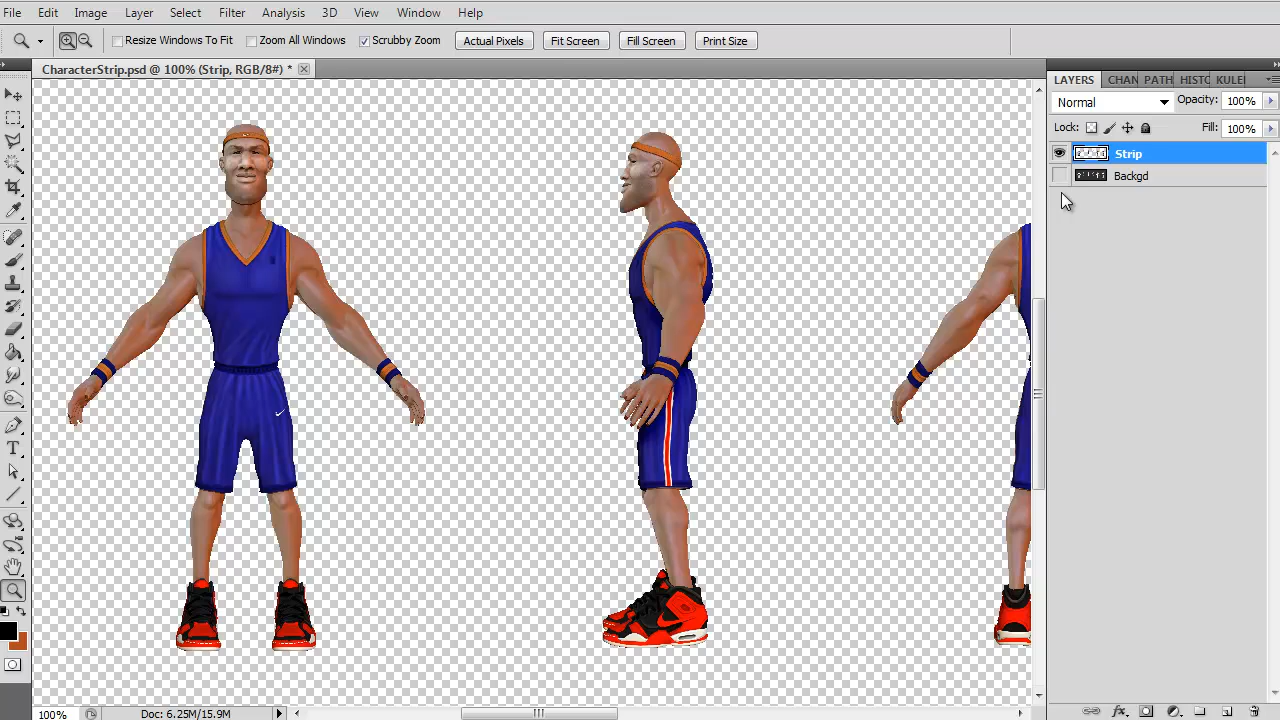 File Edit Image Layer Select Filter Analysis 3D View Window Help
Resize Windows To Fit Zoom All Windows Scrubby Zoom Actual Pixels Fit Screen Fill Screen Print Size
CharacterStrip.psd @ 100% (Strip, RGB/8#) *
LAYERS CHAN PATH HISTO KULEI
Normal Opacity: 100%
Lock: Fill: 100%
Strip
Backgd
100% Doc: 6.25M/15.9M